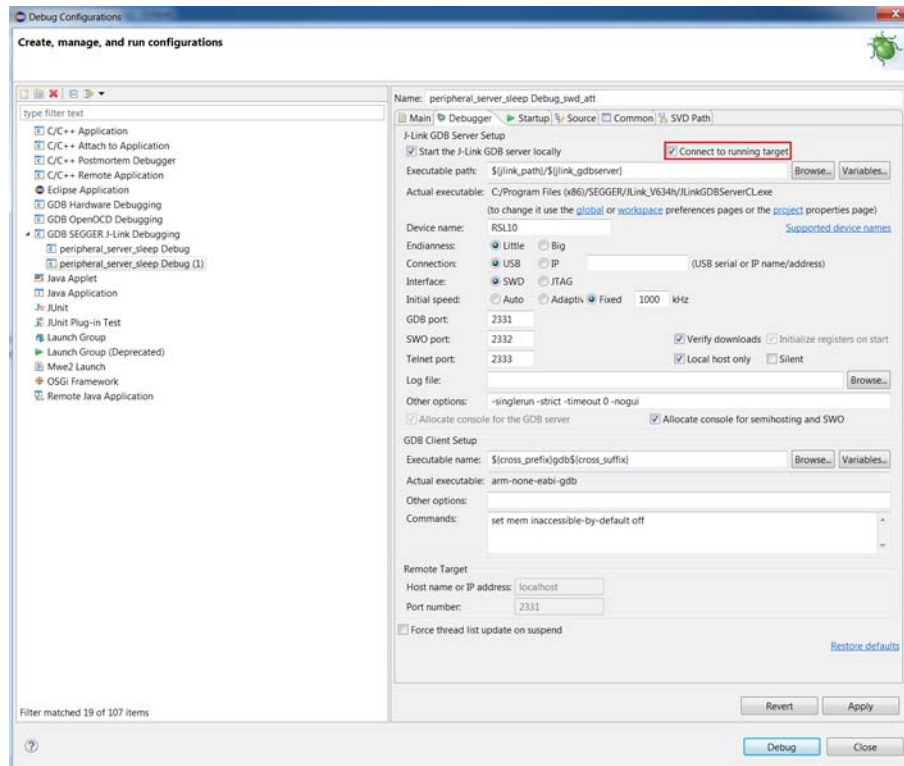 Debug Configurations
Create, manage, and run configurations
type filter text
C/C++ Application
C/C++ Attach to Application
C/C++ Postmortem Debugger
C/C++ Remote Application
Eclipse Application
GDB Hardware Debugging
GDB OpenOCD Debugging
GDB SEGGER J-Link Debugging
peripheral_server_sleep Debug
peripheral_server_sleep Debug (1)
Java Applet
Java Application
JUnit
JUnit Plug-in Test
Launch Group
Launch Group (Deprecated)
Mwe2 Launch
OSGi Framework
Remote Java Application
Filter matched 19 of 107 items
Name: peripheral_server_sleep Debug_swd_att
Main Debugger Startup Source Common SVD Path
J-Link GDB Server Setup
Start the J-Link GDB server locally Connect to running target
Executable path: ${jlink_path}/${jlink_gdbserver} Browse... Variables...
Actual executable: C:/Program Files (x86)/SEGGER/JLink_V634h/JLinkGDBServerCL.exe
(to change it use the global or workspace preferences pages or the project properties page)
Device name: RSL10 Supported device names
Endianness: Little Big
Connection: USB IP (USB serial or IP name/address)
Interface: SWD JTAG
Initial speed: Auto Adaptiv Fixed 1000 kHz
GDB port: 2331
SWO port: 2332 Verify downloads Initialize registers on start
Telnet port: 2333 Local host only Silent
Log file: Browse...
Other options: -singlerun -strict -timeout 0 -nogui
Allocate console for the GDB server Allocate console for semihosting and SWO
GDB Client Setup
Executable name: ${cross_prefix}gdb${cross_suffix} Browse... Variables...
Actual executable: arm-none-eabi-gdb
Other options:
Commands: set mem inaccessible-by-default off
Remote Target
Host name or IP address: localhost
Port number: 2331
Force thread list update on suspend
Restore defaults
Revert Apply
Debug Close